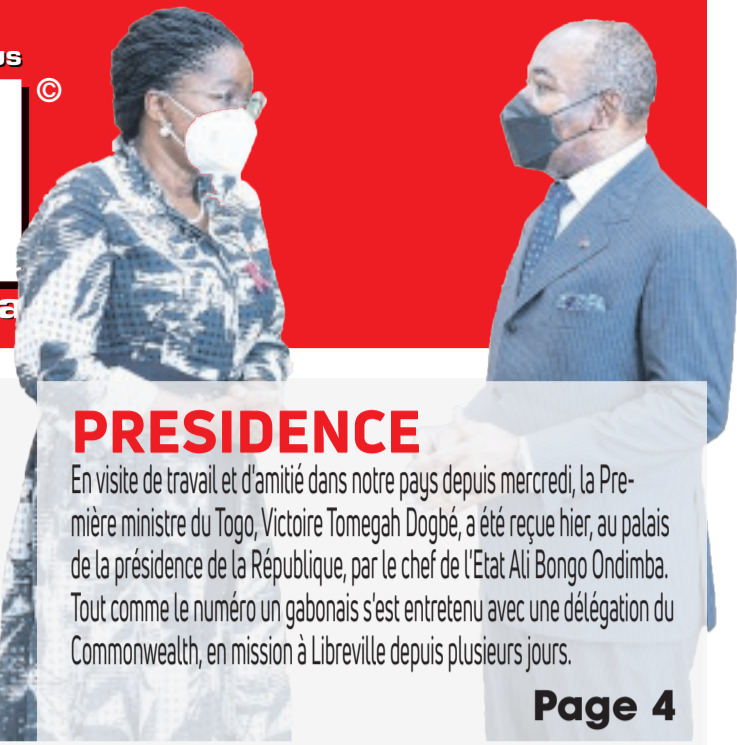 us
©
a
PRESIDENCE
En visite de travail et d'amitié dans notre pays depuis mercredi, la Pre-
mière ministre du Togo, Victoire Tomegah Dogbé, a été reçue hier, au palais
de la présidence de la République, par le chef de l'Etat Ali Bongo Ondimba.
Tout comme le numéro un gabonais s'est entretenu avec une délégation du
Commonwealth, en mission à Libreville depuis plusieurs jours.
Page 4